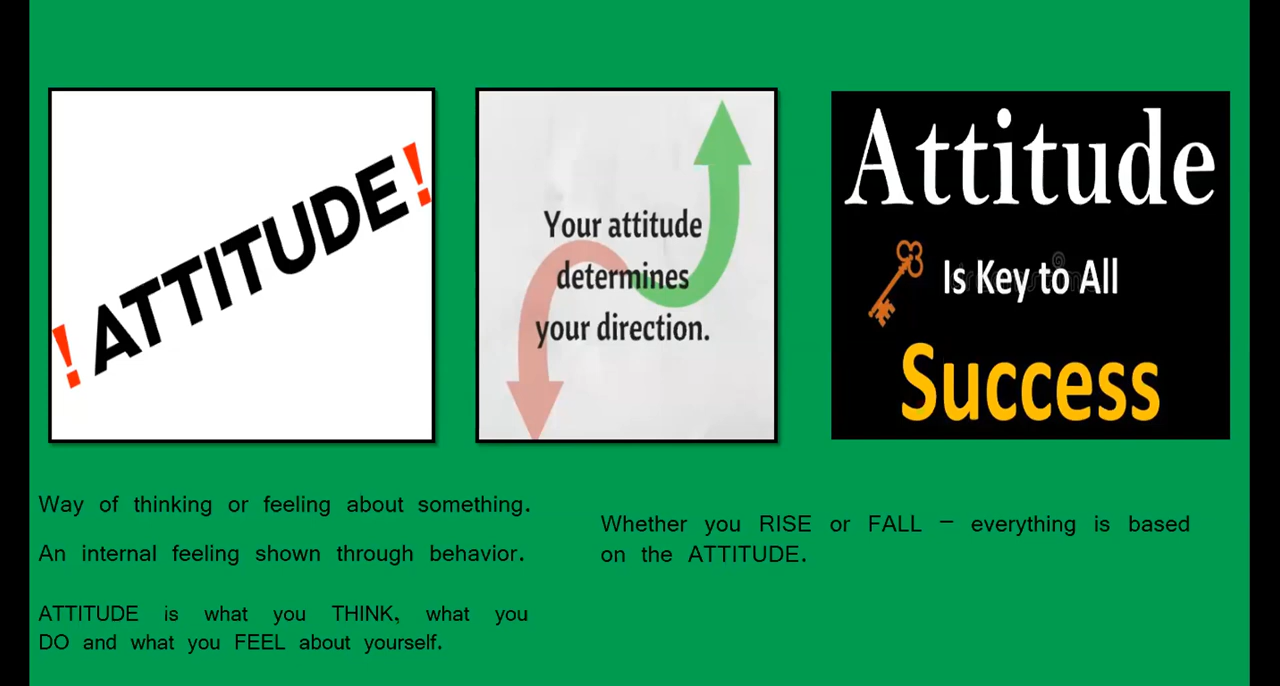 ! ATTITUDE !
Your attitude
determines
your direction.
Attitude
Is Key to All
Success
Way of thinking or feeling about something.
An internal feeling shown through behavior.
ATTITUDE is what you THINK, what you
DO and what you FEEL about yourself.
Whether you RISE or FALL – everything is based
on the ATTITUDE.